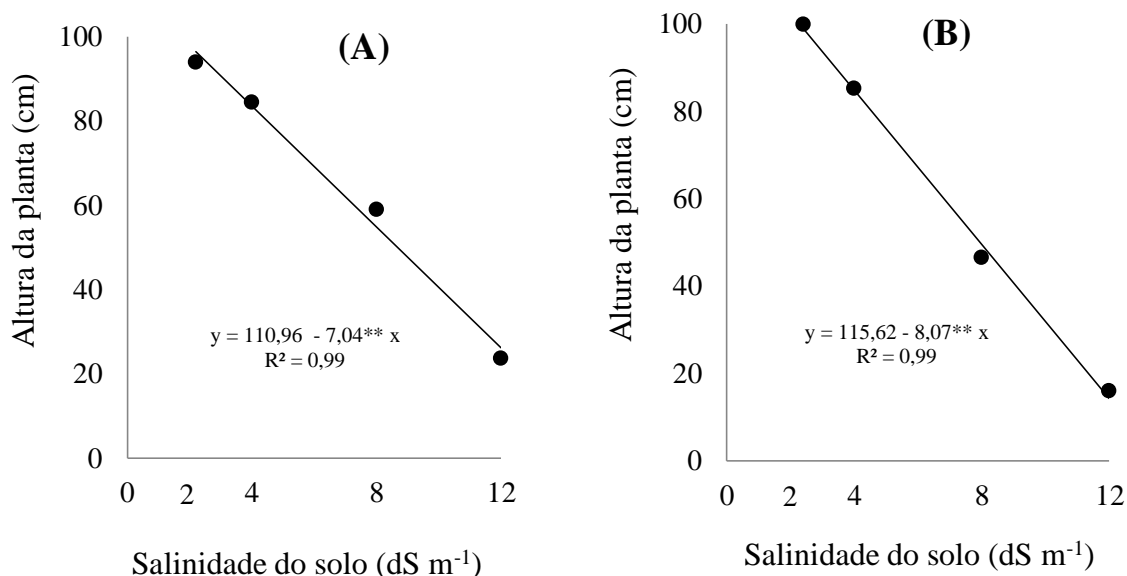 (A)
Altura da planta (cm)
100
80
60
40
20
0
y = 110,96 - 7,04** x
R² = 0,99
0 2 4 8 12
Salinidade do solo (dS m⁻¹)
(B)
Altura da planta (cm)
100
80
60
40
20
0
y = 115,62 - 8,07** x
R² = 0,99
0 2 4 8 12
Salinidade do solo (dS m⁻¹)